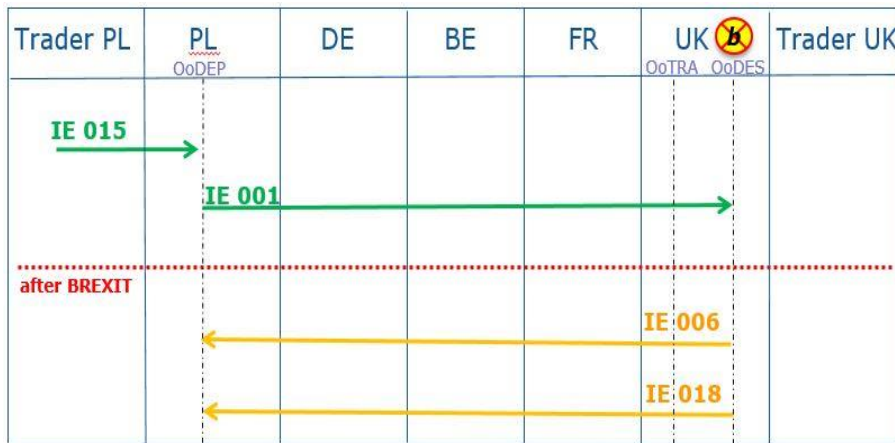 Trader PL PL DE BE FR UK b Trader UK
OoDEP OoTRA OoDES
IE 015
IE 001
after BREXIT
IE 006
IE 018